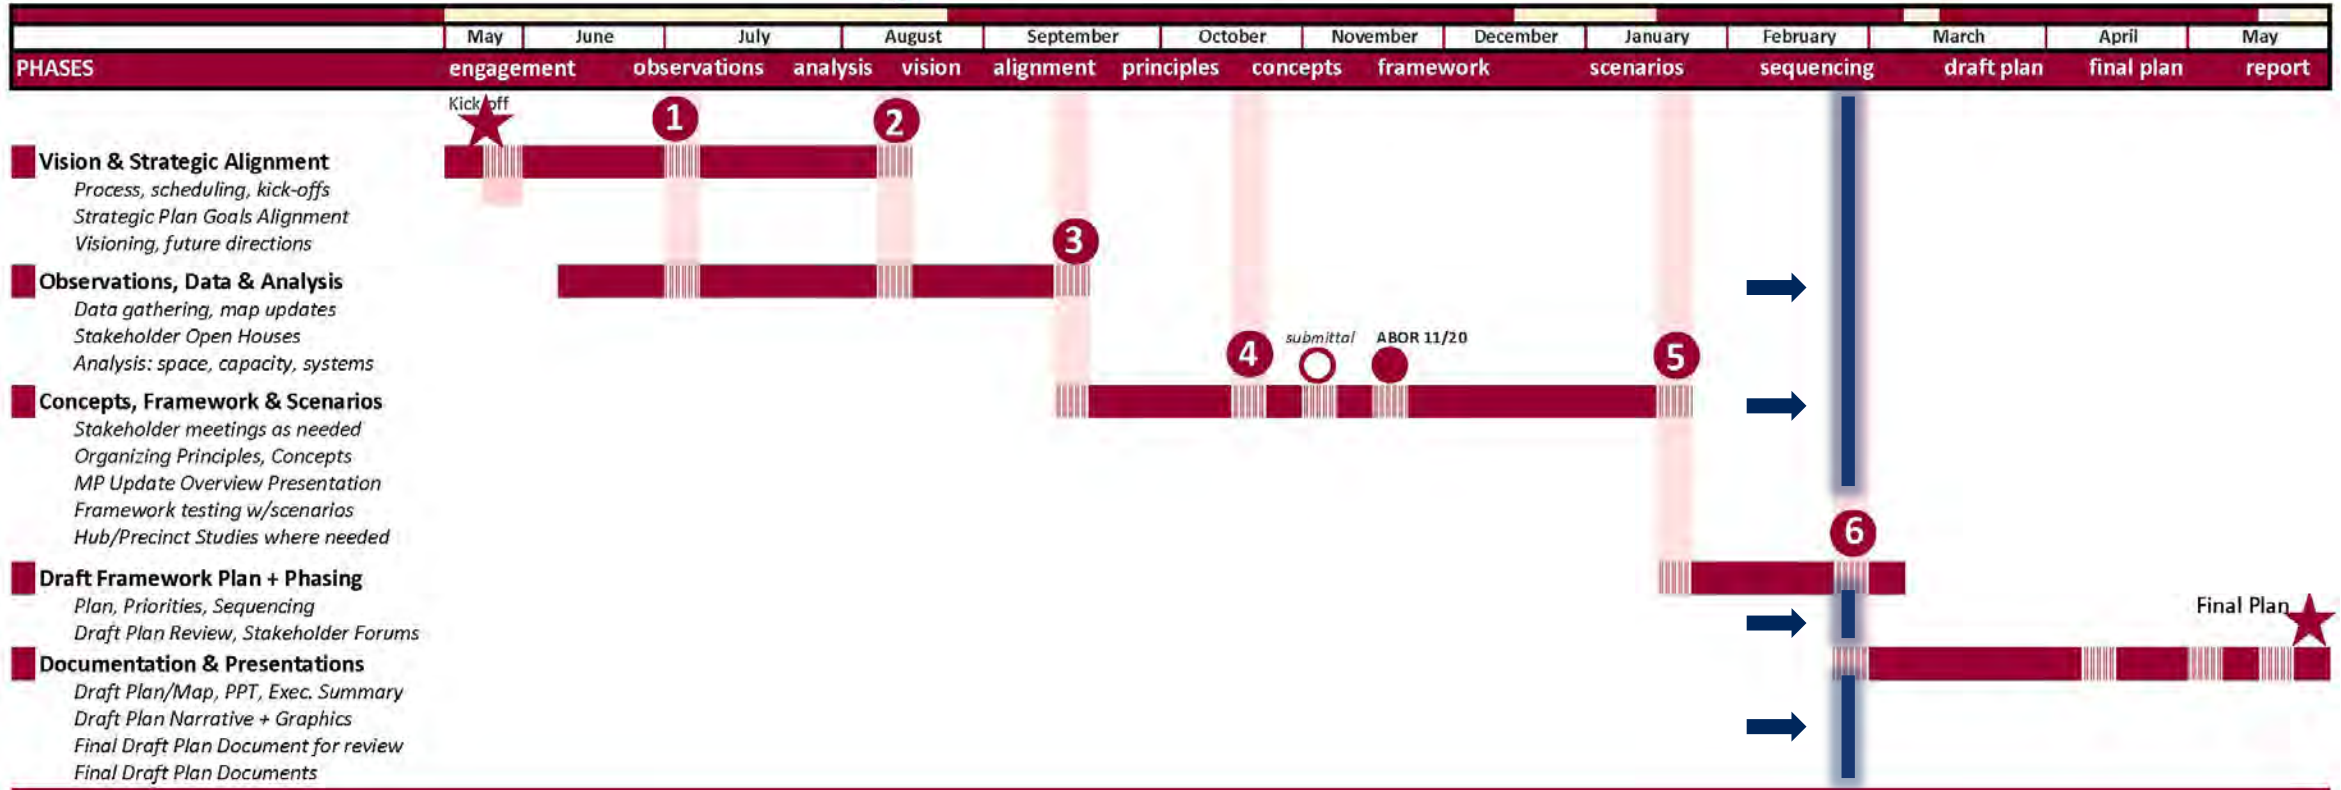 May June July August September October November December January February March April May
PHASES engagement observations analysis vision alignment principles concepts framework scenarios sequencing draft plan final plan report
Kick-off
1 2
Vision & Strategic Alignment
Process, scheduling, kick-offs
Strategic Plan Goals Alignment
Visioning, future directions
3
Observations, Data & Analysis
Data gathering, map updates
Stakeholder Open Houses
submittal ABOR 11/20
4 5
Analysis: space, capacity, systems
Concepts, Framework & Scenarios
Stakeholder meetings as needed
Organizing Principles, Concepts
MP Update Overview Presentation
Framework testing w/scenarios
6
Hub/Precinct Studies where needed
Draft Framework Plan + Phasing
Plan, Priorities, Sequencing
Final Plan
Draft Plan Review, Stakeholder Forums
Documentation & Presentations
Draft Plan/Map, PPT, Exec. Summary
Draft Plan Narrative + Graphics
Final Draft Plan Document for review
Final Draft Plan Documents